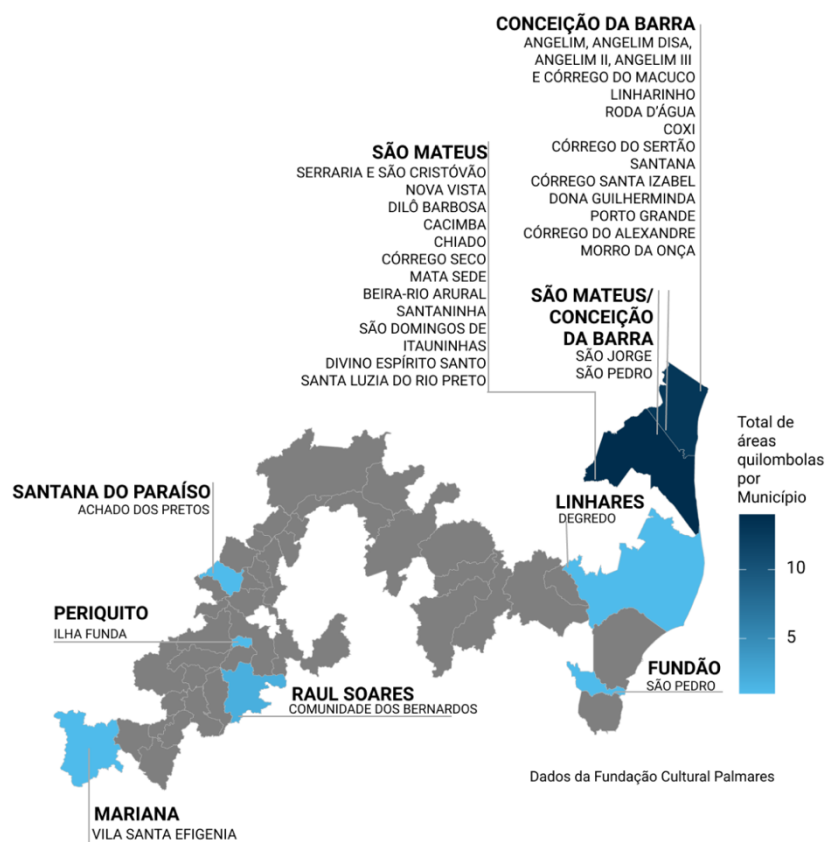 CONCEIÇÃO DA BARRA
ANGELIM, ANGELIM DISA,
ANGELIM II, ANGELIM III
E CÓRREGO DO MACUCO
LINHARINHO
RODA D'ÁGUA
COXI
CÓRREGO DO SERTÃO
SANTANA
CÓRREGO SANTA IZABEL
DONA GUILHERMINDA
PORTO GRANDE
CÓRREGO DO ALEXANDRE
MORRO DA ONÇA
SÃO MATEUS
SERRARIA E SÃO CRISTÓVÃO
NOVA VISTA
DILÔ BARBOSA
CACIMBA
CHIADO
CÓRREGO SECO
MATA SEDE
BEIRA-RIO ARURAL
SANTANINHA
SÃO DOMINGOS DE
ITAUNINHAS
DIVINO ESPÍRITO SANTO
SANTA LUZIA DO RIO PRETO
SÃO MATEUS/
CONCEIÇÃO
DA BARRA
SÃO JORGE
SÃO PEDRO
Total de
áreas
quilombolas
por
Município
10
5
SANTANA DO PARAÍSO
ACHADO DOS PRETOS
LINHARES
DEGREDO
PERIQUITO
ILHA FUNDA
FUNDÃO
SÃO PEDRO
RAUL SOARES
COMUNIDADE DOS BERNARDOS
Dados da Fundação Cultural Palmares
MARIANA
VILA SANTA EFIGENIA